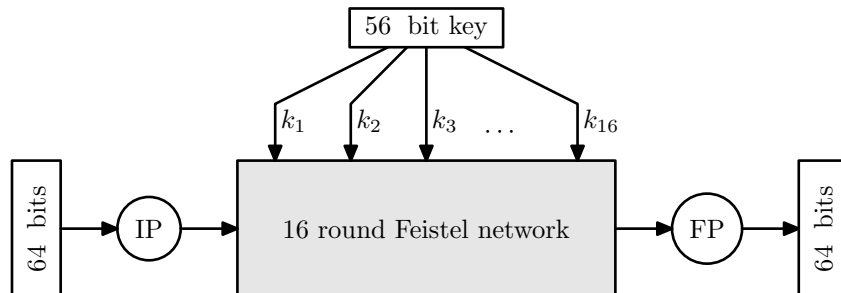 56 bit key
k1
k2
k3
...
k16
64 bits
IP
16 round Feistel network
FP
64 bits